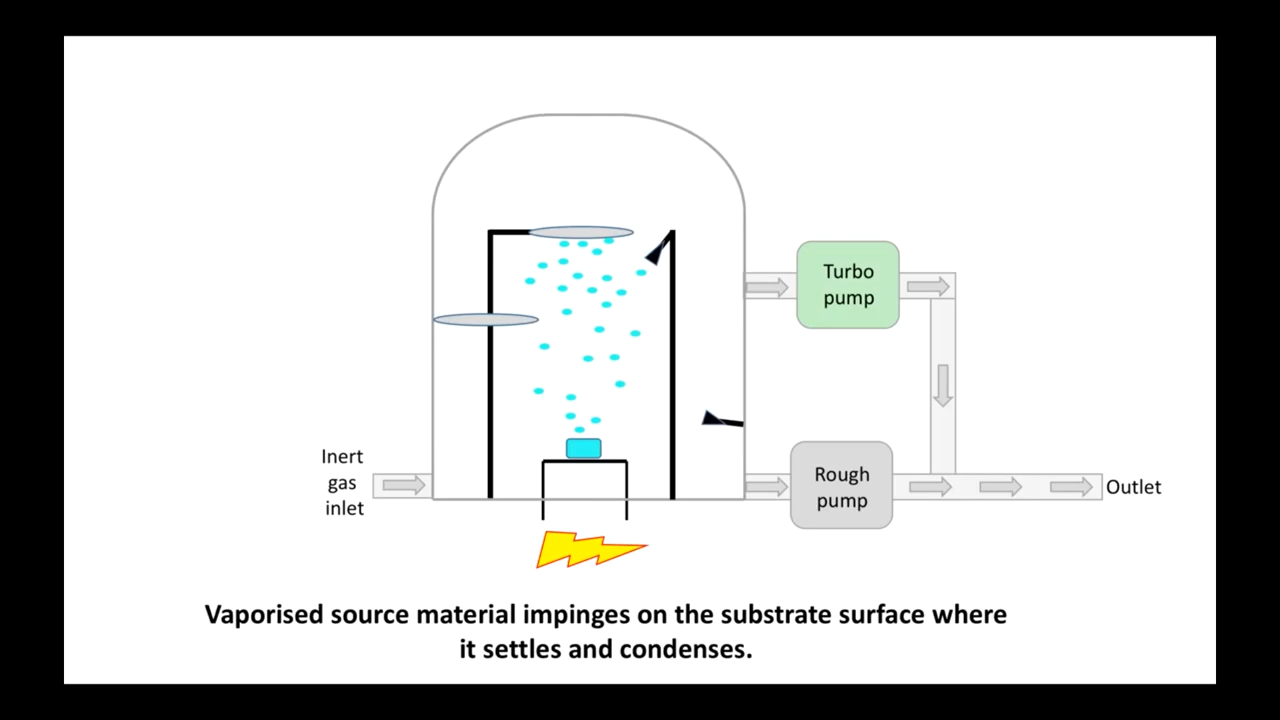 Turbo
pump
Inert
gas
inlet
Rough
pump
Outlet
Vaporised source material impinges on the substrate surface where
it settles and condenses.